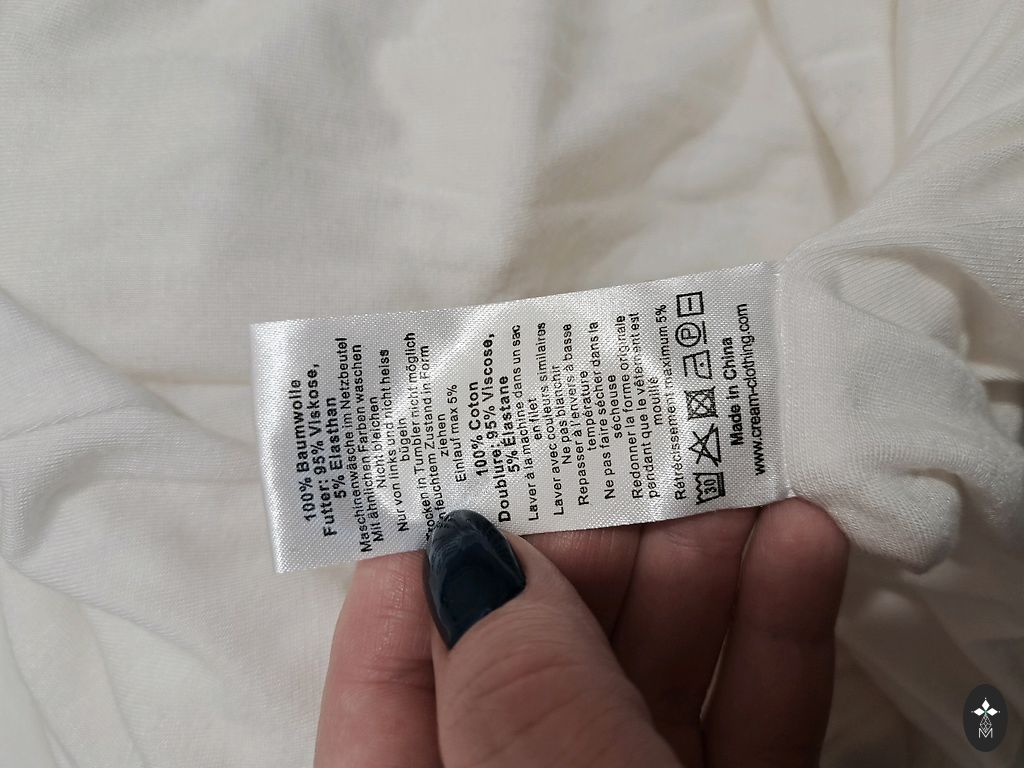 100% Baumwolle
Futter: 95% Viskose,
5% Elasthan
Maschinenwäsche im Netzbeutel
Mit ähnlichen Farben waschen
Nicht bleichen
Nur von links und nicht heiss
bügeln
Trocken in Tumbler nicht möglich
In feuchtem Zustand in Form
ziehen
Einlauf max 5%
100% Coton
Doublure: 95% Viscose,
5% Élastane
Laver à la machine dans un sac
en filet
Laver avec couleurs similaires
Ne pas blanchir
Repasser à l'envers à basse
température
Ne pas faire sécher dans la
sécheuse
Redonner la forme originale
pendant que le vêtement est
mouillé
Rétrécissement maximum 5%
30 P
Made In China
www.cream-clothing.com
M